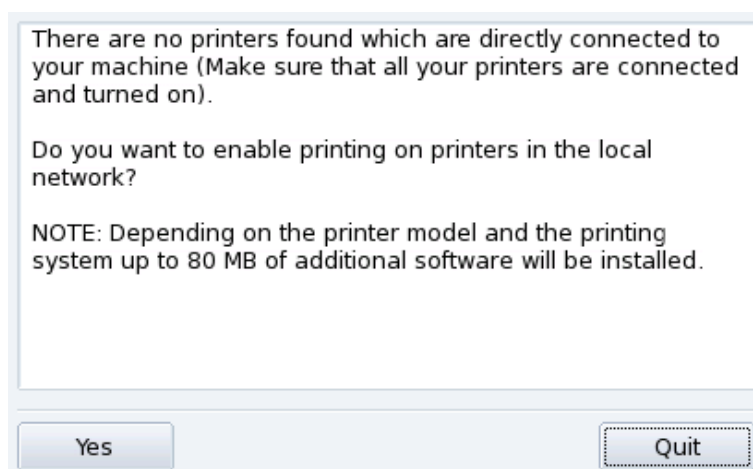 There are no printers found which are directly connected to
your machine (Make sure that all your printers are connected
and turned on).
Do you want to enable printing on printers in the local
network?
NOTE: Depending on the printer model and the printing
system up to 80 MB of additional software will be installed.
Yes
Quit